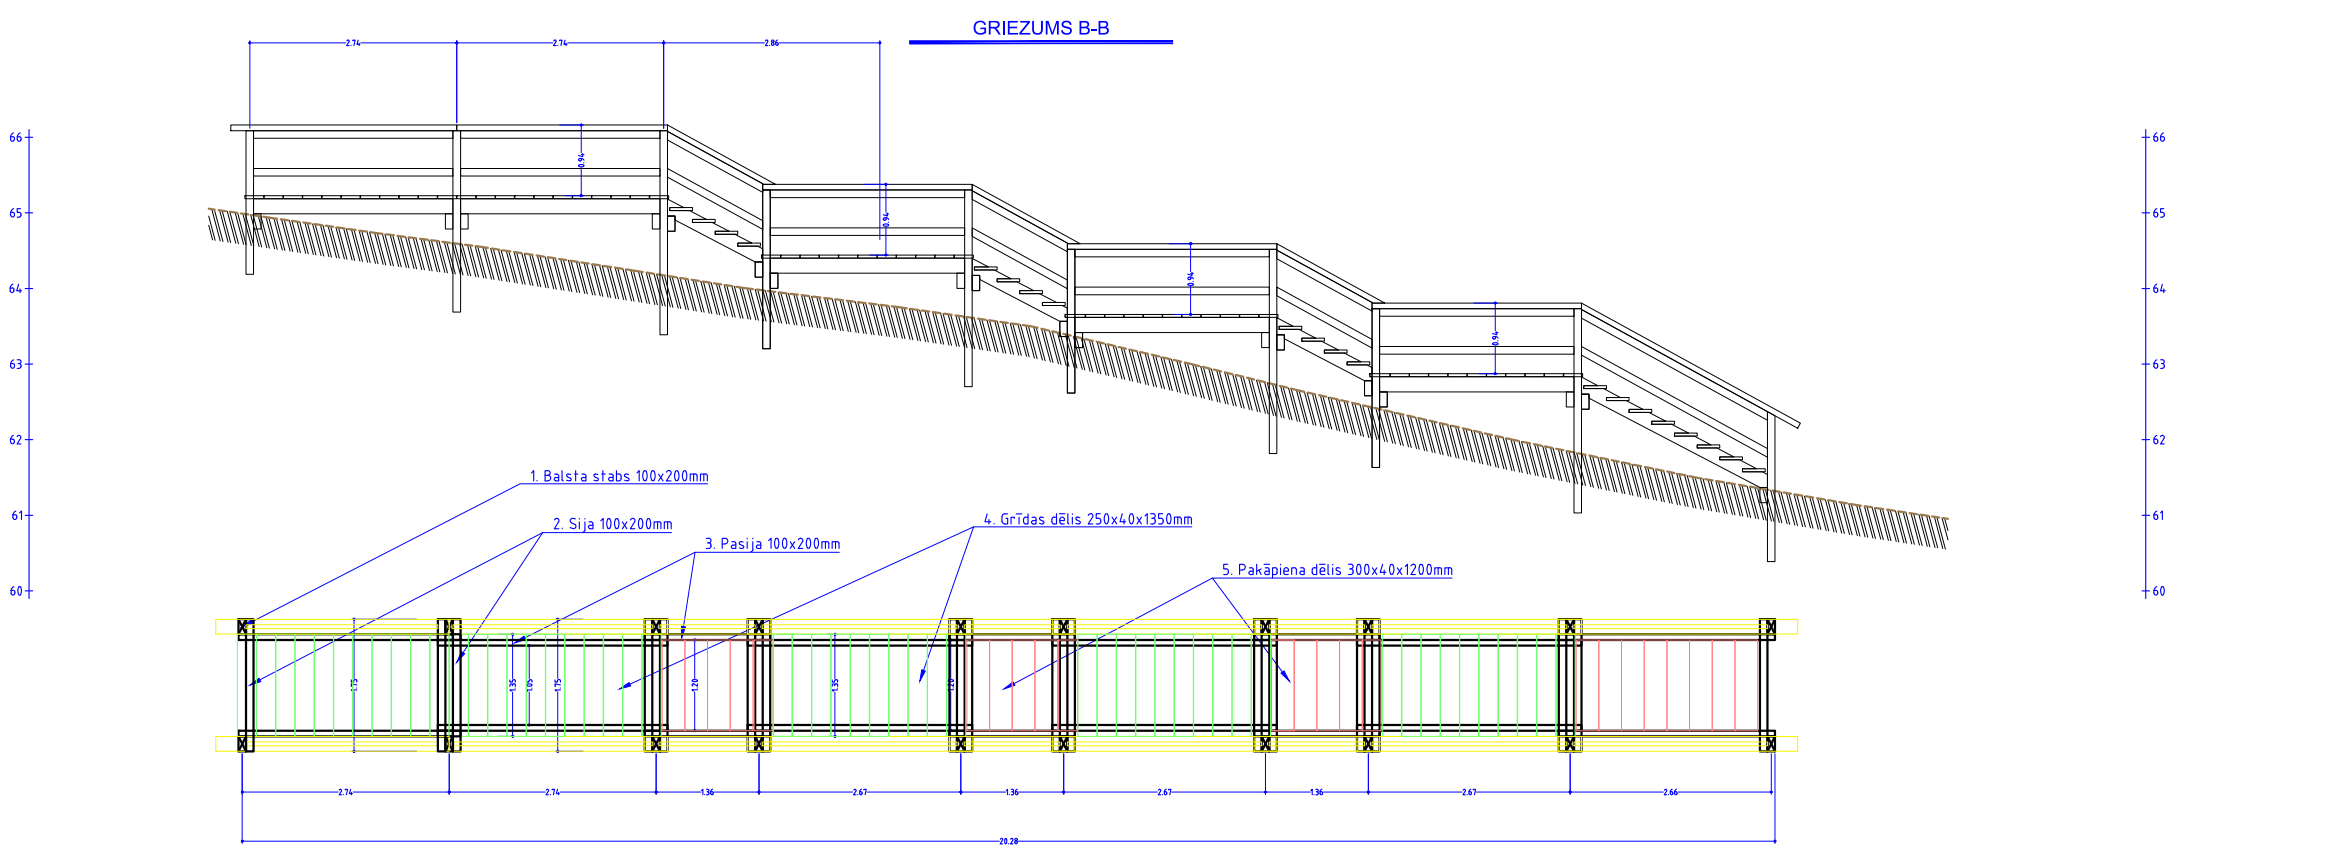 GRIEZUMS B-B
2.74 2.74 2.86
66 66
0.94
65 65
0.94
64 64
0.94
63 63
0.94
62 62
1. Balsta stabs 100x200mm
61 61
4. Grīdas dēlis 250x40x1350mm
2. Sija 100x200mm
3. Pasija 100x200mm
5. Pakāpiena dēlis 300x40x1200mm
60 60
1.75 1.35 1.05 1.75 1.20 1.35 1.20
2.74 2.74 1.36 2.67 1.36 2.67 1.36 2.67 2.66
20.28